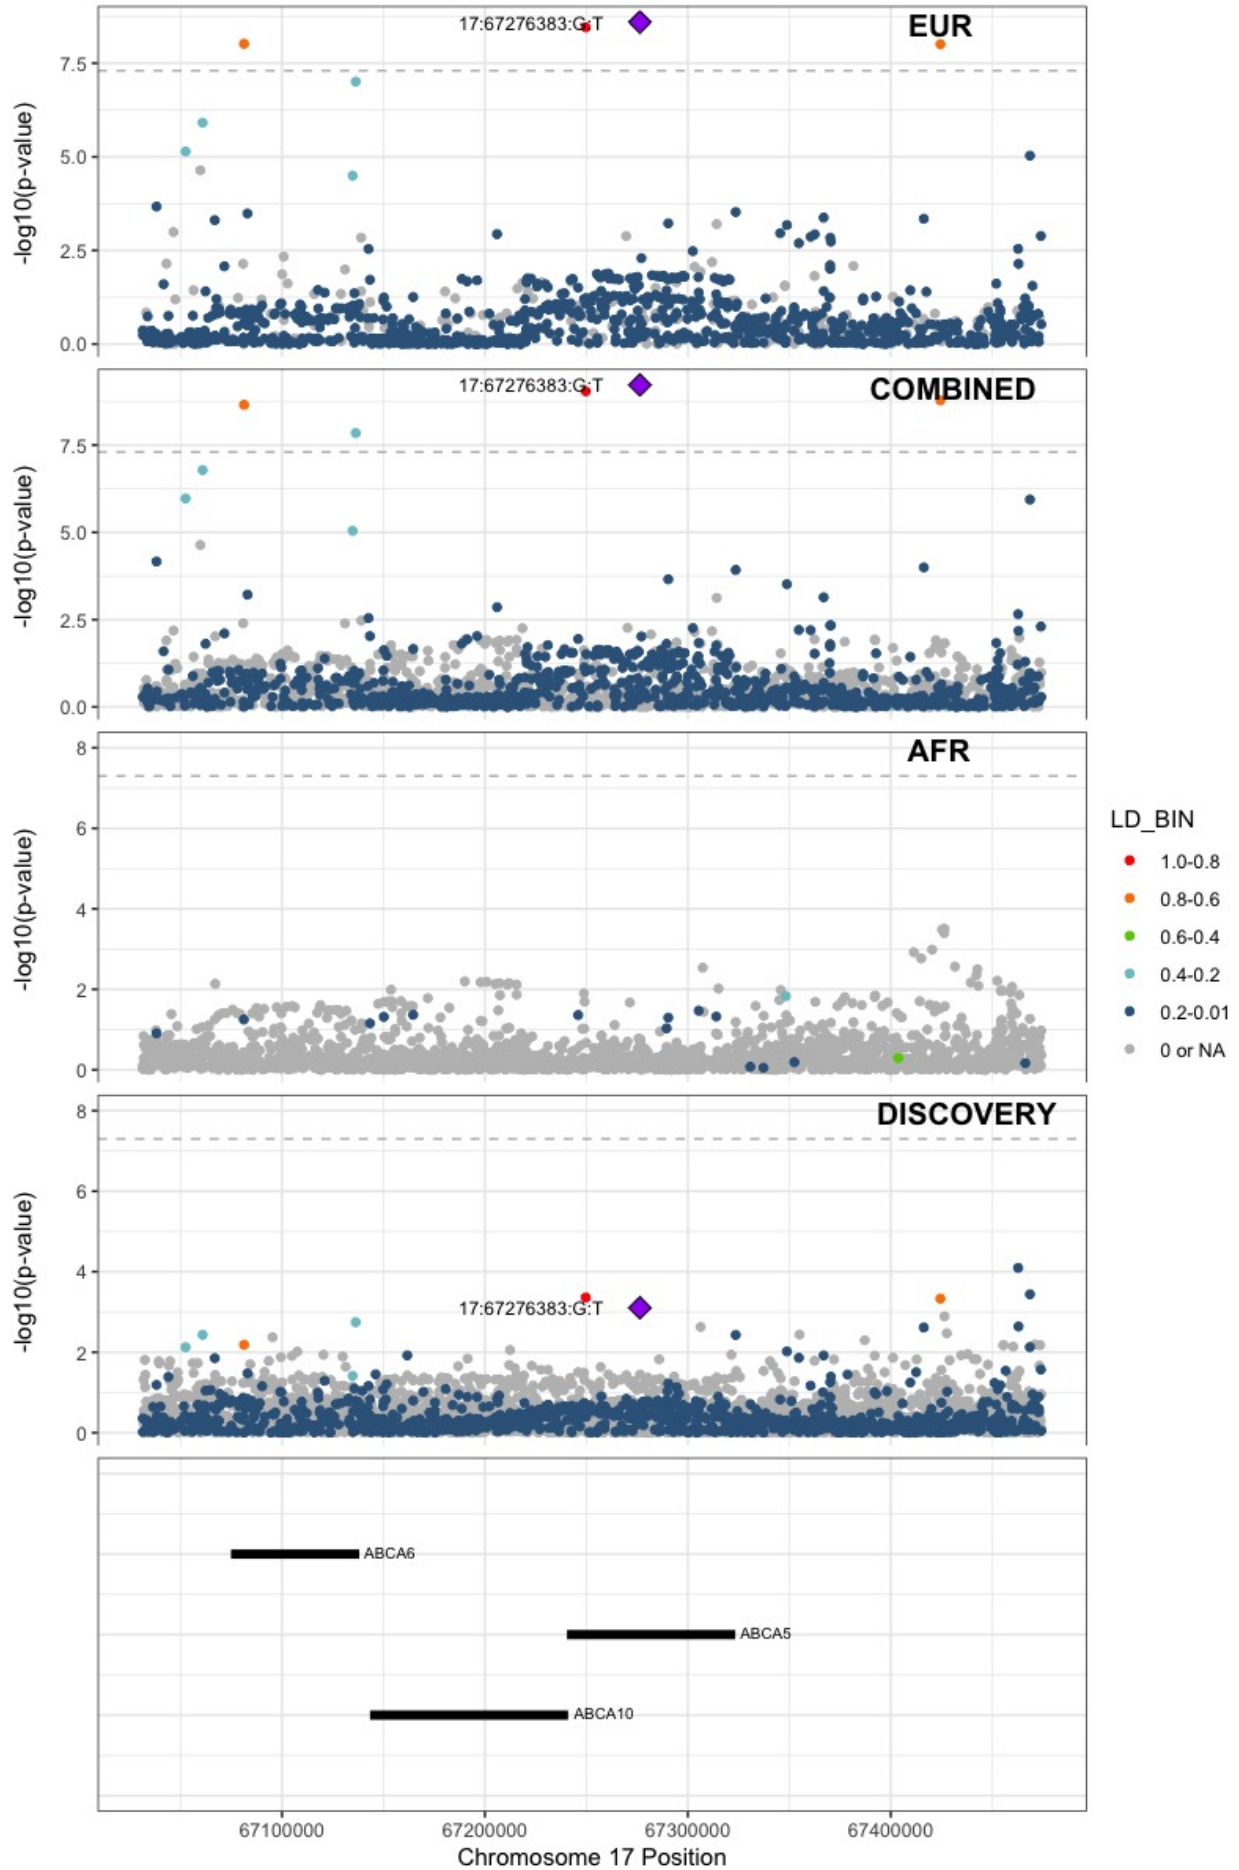 17:67276383:G:T
EUR
7.5
5.0
2.5
0.0
-log10(p-value)
17:67276383:G:T
COMBINED
7.5
5.0
2.5
0.0
-log10(p-value)
AFR
8
6
4
2
0
-log10(p-value)
LD_BIN
1.0-0.8
0.8-0.6
0.6-0.4
0.4-0.2
0.2-0.01
0 or NA
DISCOVERY
8
6
4
2
0
-log10(p-value)
17:67276383:G:T
ABCA6
ABCA5
ABCA10
67100000 67200000 67300000 67400000
Chromosome 17 Position